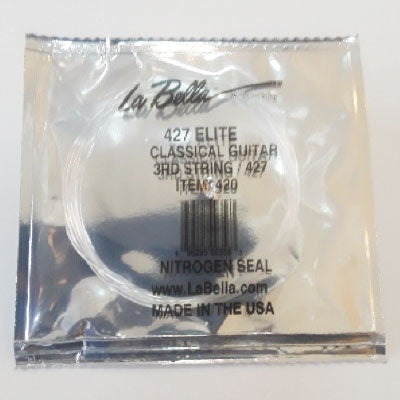 La Bella
427 ELITE
CLASSICAL GUITAR
3RD STRING / 427
ITEM: 420
NITROGEN SEAL
www.LaBella.com
MADE IN THE USA